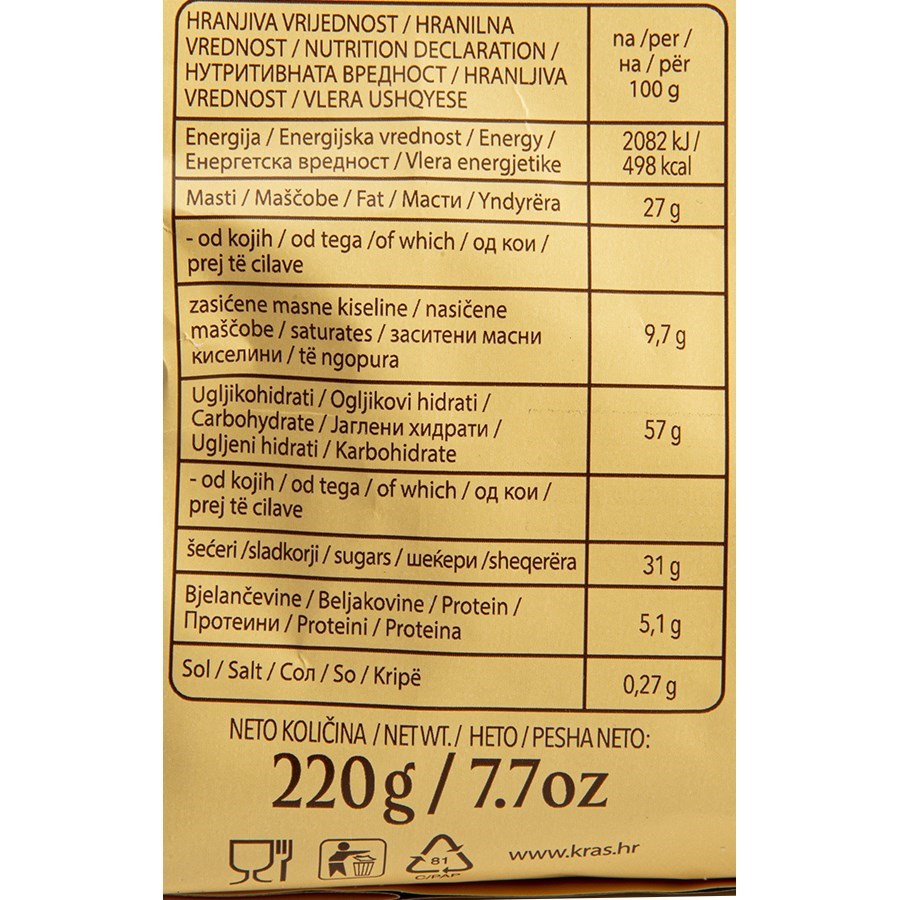 HRANJIVA VRIJEDNOST / HRANILNA
VREDNOST / NUTRITION DECLARATION /
НУТРИТИВНАТА ВРЕДНОСТ / HRANLJIVA
VREDNOST / VLERA USHQYESE
na /per /
на / për
100 g
Energija / Energijska vrednost / Energy /
Енергетска вредност / Vlera energjetike
2082 kJ /
498 kcal
Masti / Maščobe / Fat / Масти / Yndyrëra
27 g
- od kojih / od tega /of which / од кои /
prej të cilave
zasićene masne kiseline / nasičene
maščobe / saturates / заситени масни
киселини / të ngopura
9,7 g
Ugljikohidrati / Ogljikovi hidrati /
Carbohydrate / Јаглени хидрати /
Ugljeni hidrati / Karbohidrate
57 g
- od kojih / od tega / of which / од кои /
prej të cilave
šećeri /sladkorji / sugars / шеќери /sheqerëra
31 g
Bjelančevine / Beljakovine / Protein /
Протеини / Proteini / Proteina
5,1 g
Sol / Salt / Сол / So / Kripë
0,27 g
NETO KOLIČINA / NET WT. / НЕТО / PESHA NETO:
220g / 7.7oz
81
C/PAP
www.kras.hr